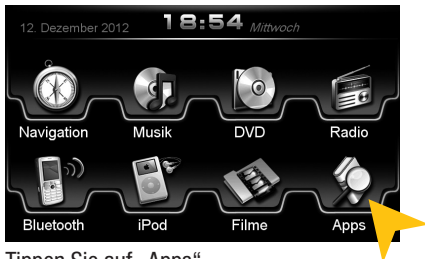 12. Dezember 2012 18:54 Mittwoch
Navigation Musik DVD Radio
Bluetooth iPod Filme Apps
Tippen Sie auf „Apps“